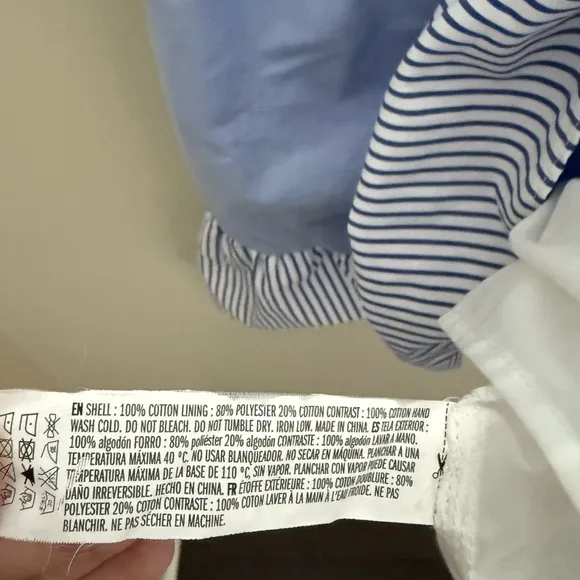 EN SHELL : 100% COTTON LINING : 80% POLYESTER 20% COTTON CONTRAST : 100% COTTON HAND
WASH COLD. DO NOT BLEACH. DO NOT TUMBLE DRY. IRON LOW. MADE IN CHINA. ES TELA EXTERIOR :
100% algodón FORRO : 80% poliéster 20% algodón CONTRASTE : 100% algodón LAVAR A MANO.
TEMPERATURA MÁXIMA 40 °C. NO USAR BLANQUEADOR. NO SECAR EN MÁQUINA. PLANCHAR A UNA
TEMPERATURA MÁXIMA DE LA BASE DE 110 °C, SIN VAPOR. PLANCHAR CON VAPOR PUEDE CAUSAR
DAÑO IRREVERSIBLE. HECHO EN CHINA. FR ÉTOFFE EXTÉRIEURE : 100% COTON DOUBLURE : 80%
POLYESTER 20% COTON CONTRASTE : 100% COTON LAVER À LA MAIN À L'EAU FROIDE. NE PAS
BLANCHIR. NE PAS SÉCHER EN MACHINE.